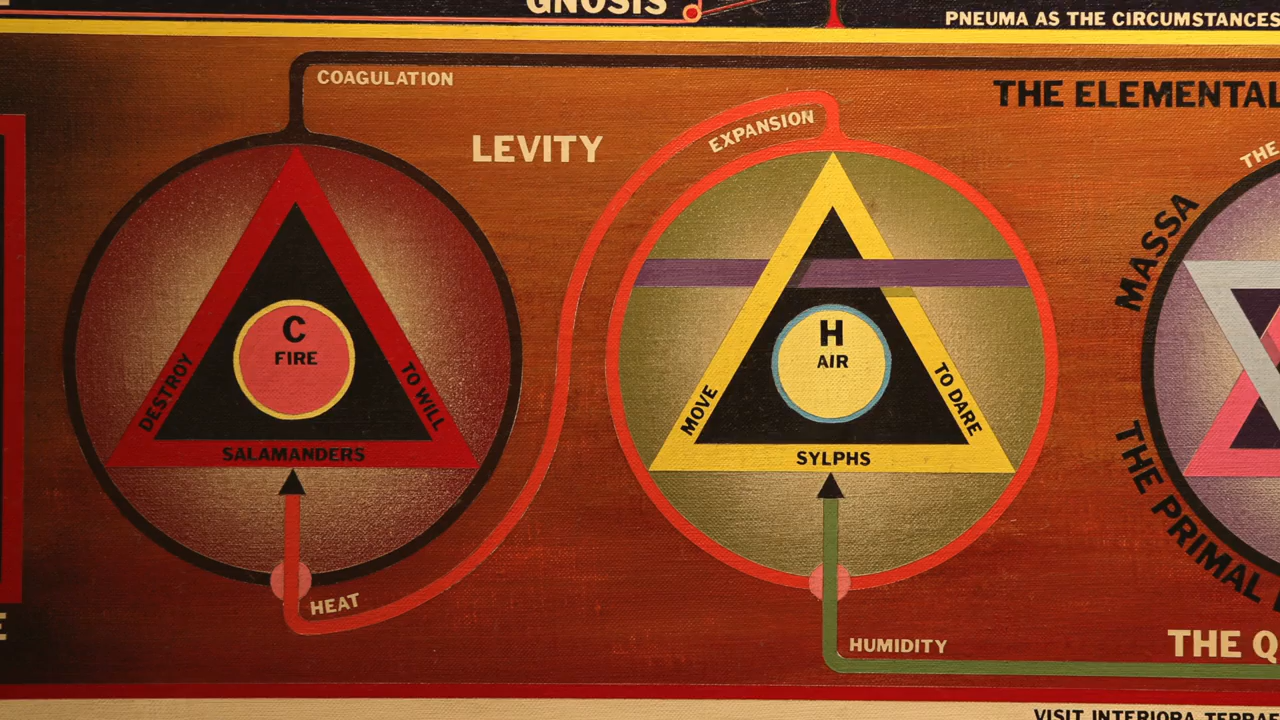 GNOSIS
PNEUMA AS THE CIRCUMSTANCES
COAGULATION
THE ELEMENTAL
LEVITY
EXPANSION
THE
MASSA
C
FIRE
DESTROY
TO WILL
SALAMANDERS
H
AIR
MOVE
TO DARE
SYLPHS
THE PRIMAL
HEAT
HUMIDITY
THE Q
VISIT INTERIORA TERRAE